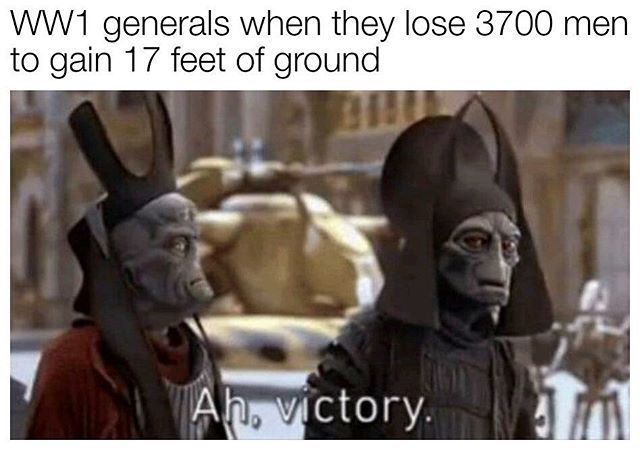 WW1 generals when they lose 3700 men
to gain 17 feet of ground
Ah, victory.